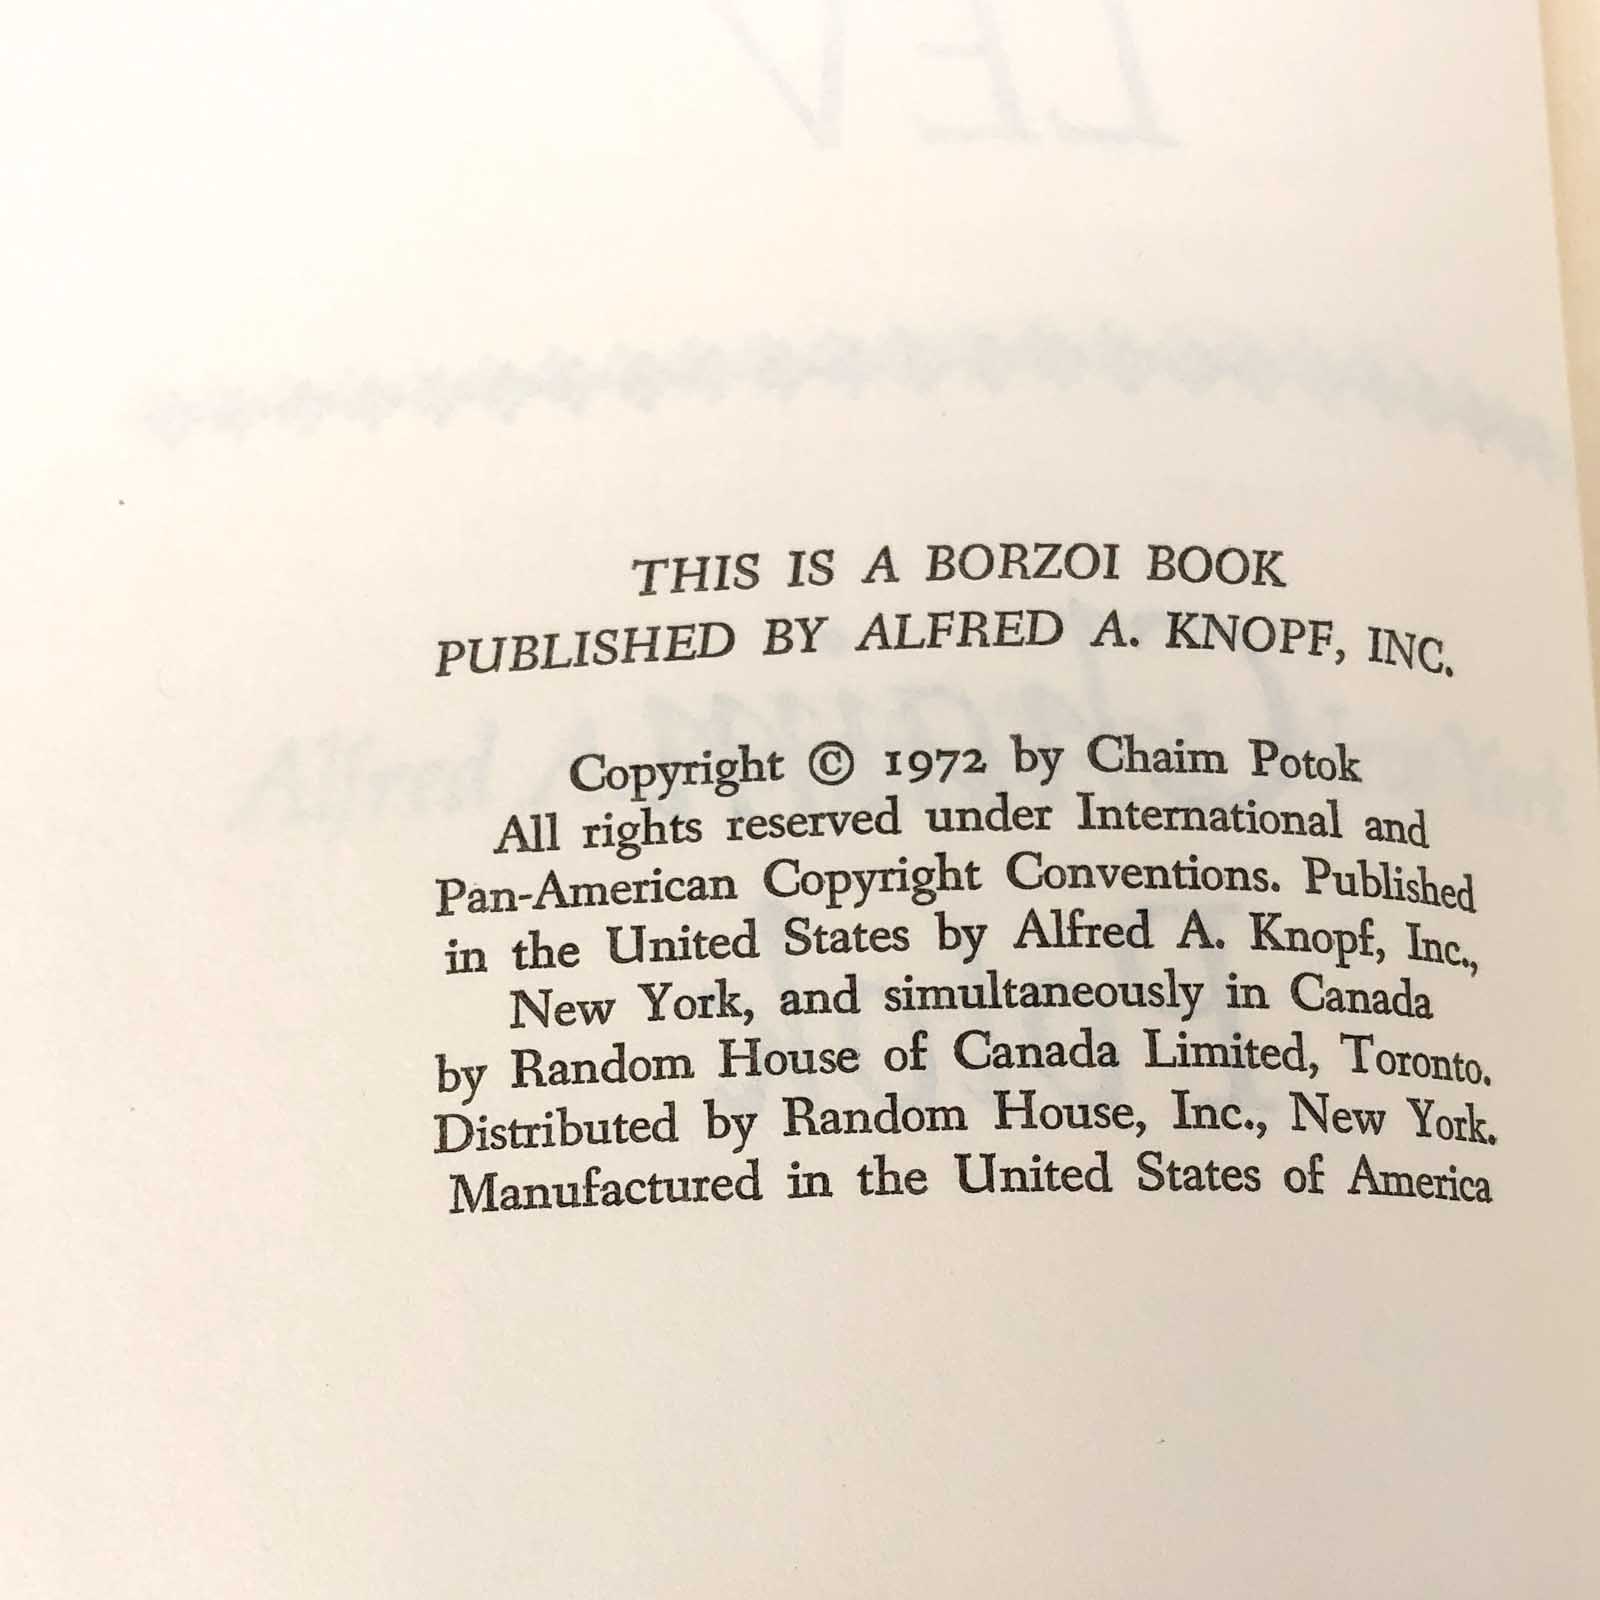 LEV
THIS IS A BORZOI BOOK
PUBLISHED BY ALFRED A. KNOPF, INC.
Copyright © 1972 by Chaim Potok
All rights reserved under International and
Pan-American Copyright Conventions. Published
in the United States by Alfred A. Knopf, Inc.,
New York, and simultaneously in Canada
by Random House of Canada Limited, Toronto.
Distributed by Random House, Inc., New York.
Manufactured in the United States of America